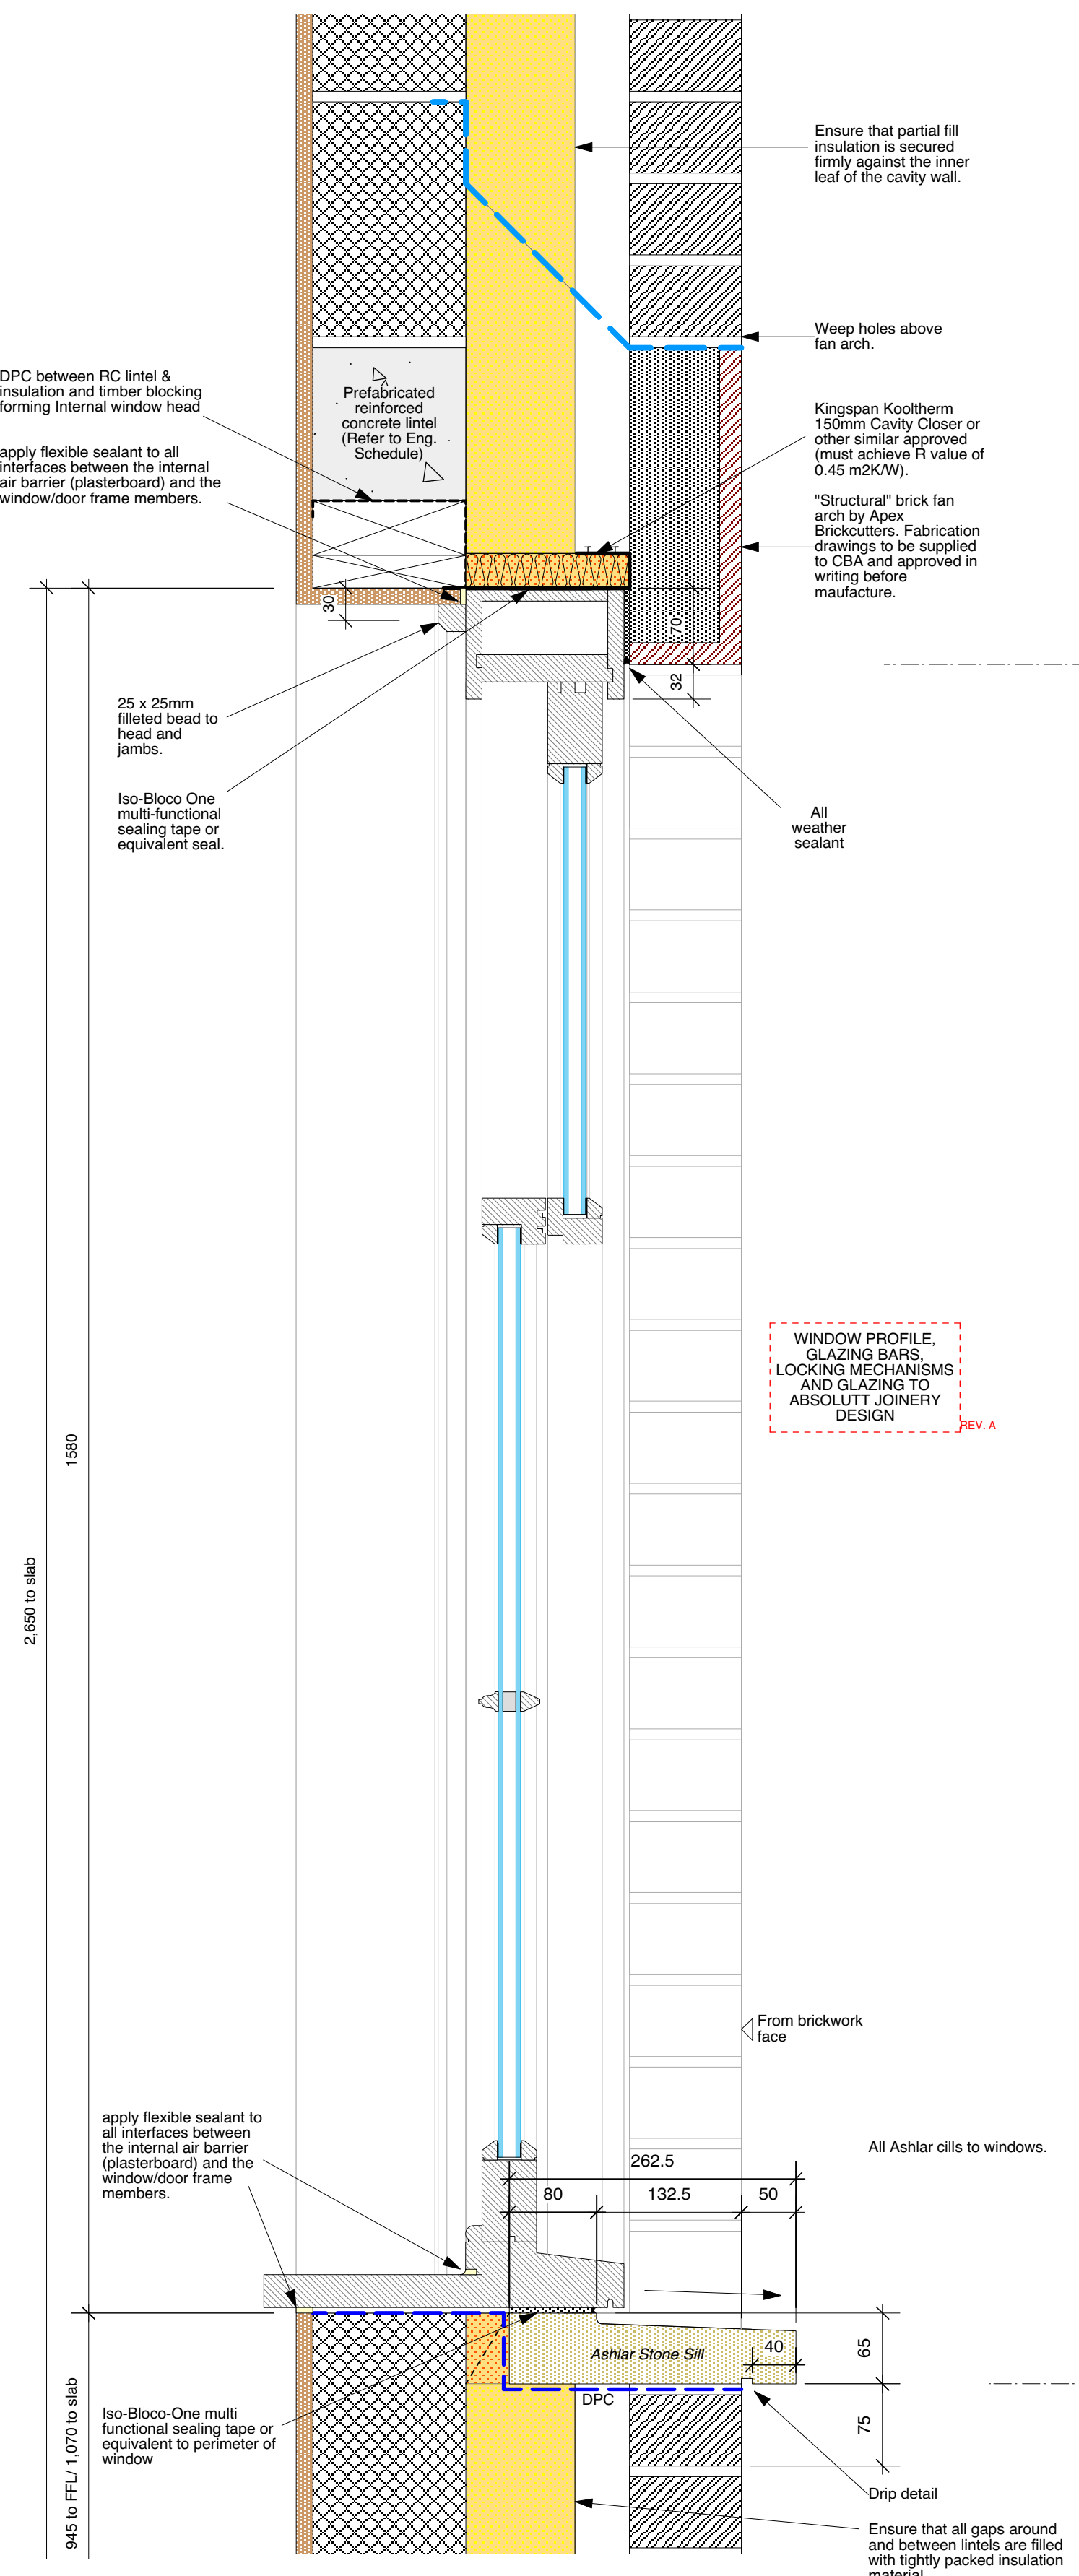 Ensure that partial fill
insulation is secured
firmly against the inner
leaf of the cavity wall.
Weep holes above
fan arch.
DPC between RC lintel &
insulation and timber blocking
forming Internal window head
Prefabricated
reinforced
concrete lintel
(Refer to Eng.
Schedule)
Kingspan Kooltherm
150mm Cavity Closer or
other similar approved
(must achieve R value of
0.45 m2K/W).
apply flexible sealant to all
interfaces between the internal
air barrier (plasterboard) and the
window/door frame members.
"Structural" brick fan
arch by Apex
Brickcutters. Fabrication
drawings to be supplied
to CBA and approved in
writing before
maufacture.
30
70
32
25 x 25mm
filleted bead to
head and
jambs.
Iso-Bloco One
multi-functional
sealing tape or
equivalent seal.
All
weather
sealant
WINDOW PROFILE,
GLAZING BARS,
LOCKING MECHANISMS
AND GLAZING TO
ABSOLUTT JOINERY
DESIGN
REV. A
1580
2,650 to slab
From brickwork
face
apply flexible sealant to
all interfaces between
the internal air barrier
(plasterboard) and the
window/door frame
members.
All Ashlar cills to windows.
262.5
80
132.5
50
Ashlar Stone Sill
40
65
75
DPC
945 to FFL/ 1,070 to slab
Iso-Bloco-One multi
functional sealing tape or
equivalent to perimeter of
window
Drip detail
Ensure that all gaps around
and between lintels are filled
with tightly packed insulation
material